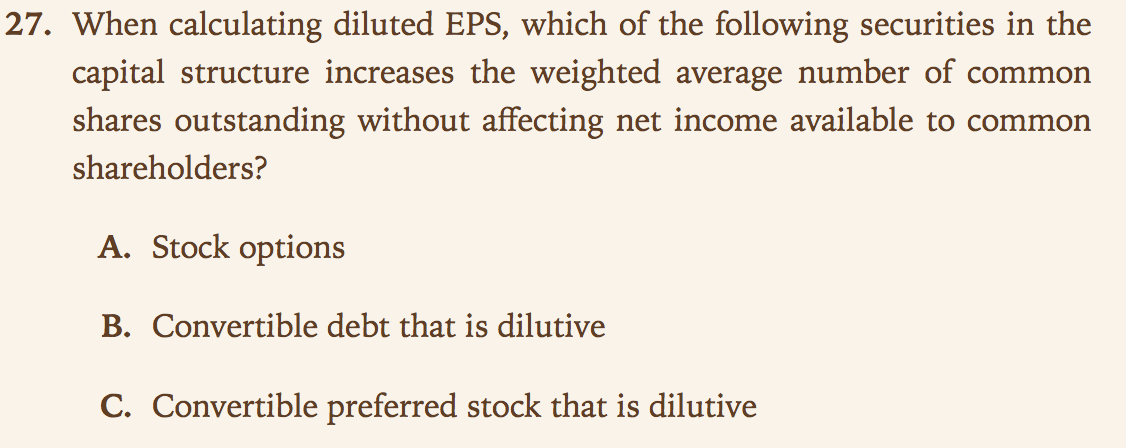 27. When calculating diluted EPS, which of the following securities in the
capital structure increases the weighted average number of common
shares outstanding without affecting net income available to common
shareholders?
A. Stock options
B. Convertible debt that is dilutive
C. Convertible preferred stock that is dilutive